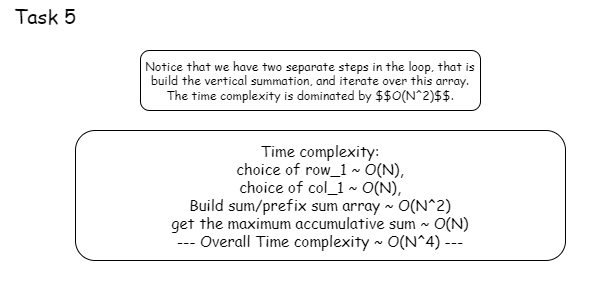 Task 5
Notice that we have two separate steps in the loop, that is
build the vertical summation, and iterate over this array.
The time complexity is dominated by $$O(N^2)$$.
Time complexity:
choice of row_1 ~ O(N),
choice of col_1 ~ O(N),
Build sum/prefix sum array ~ O(N^2)
get the maximum accumulative sum ~ O(N)
--- Overall Time complexity ~ O(N^4) ---